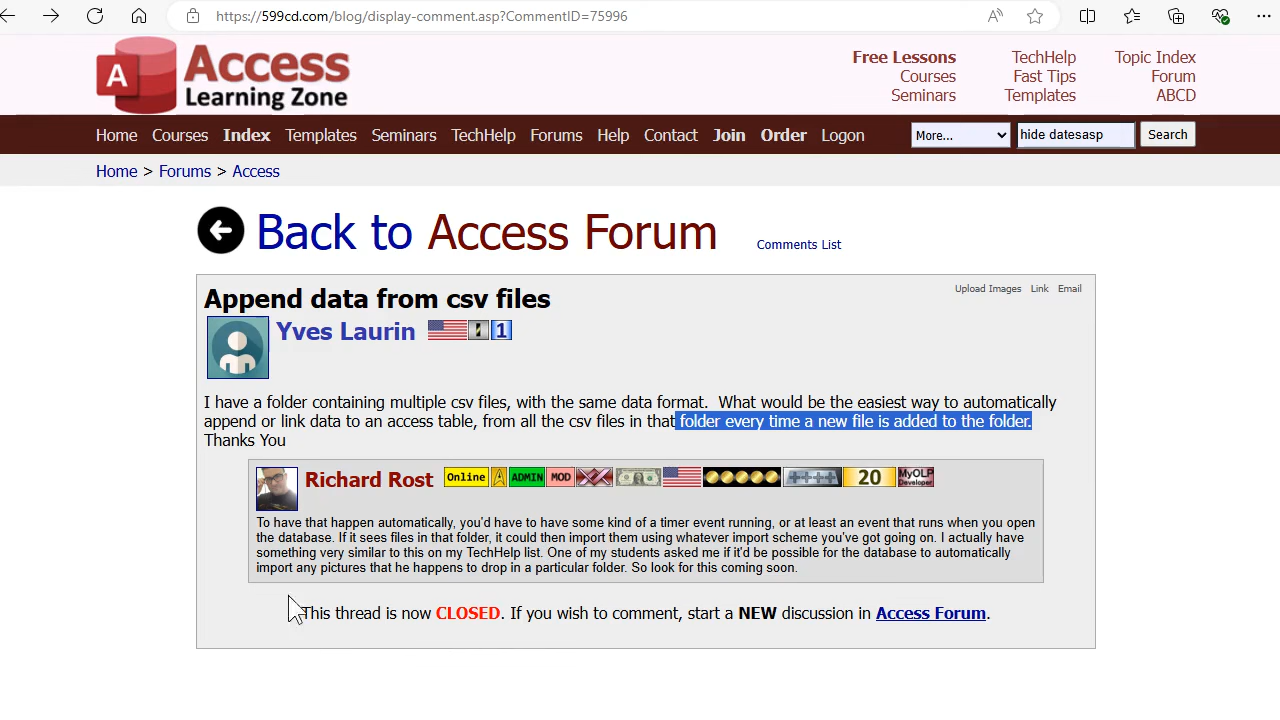 https://599cd.com/blog/display-comment.asp?CommentID=75996
A
Access
Learning Zone
Free Lessons TechHelp Topic Index
Courses Fast Tips Forum
Seminars Templates ABCD
Home Courses Index Templates Seminars TechHelp Forums Help Contact Join Order Logon More... hide datesasp Search
Home > Forums > Access
Back to Access Forum Comments List
Append data from csv files Upload Images Link Email
Yves Laurin 1
I have a folder containing multiple csv files, with the same data format.  What would be the easiest way to automatically
append or link data to an access table, from all the csv files in that folder every time a new file is added to the folder.
Thanks You
Richard Rost Online ADMIN MOD 20 MyOLP Developer
To have that happen automatically, you'd have to have some kind of a timer event running, or at least an event that runs when you open
the database. If it sees files in that folder, it could then import them using whatever import scheme you've got going on. I actually have
something very similar to this on my TechHelp list. One of my students asked me if it'd be possible for the database to automatically
import any pictures that he happens to drop in a particular folder. So look for this coming soon.
This thread is now CLOSED. If you wish to comment, start a NEW discussion in Access Forum.